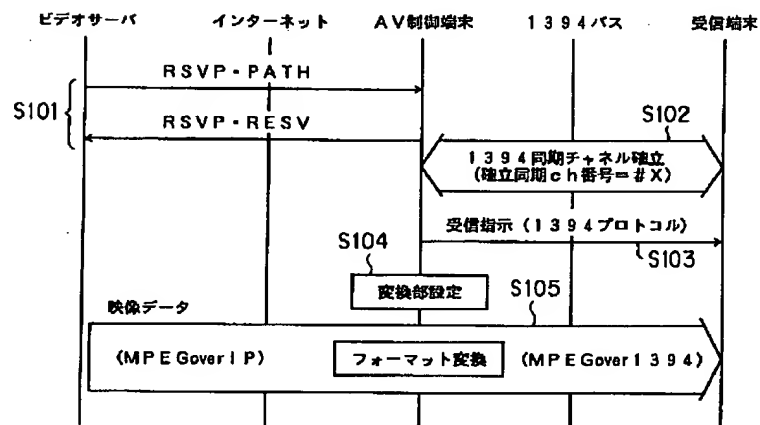 ビデオサーバ インターネット AV制御端末 1394バス 受信端末
RSVP・PATH
S101
RSVP・RESV
S102
1394同期チャネル確立
(確立同期ch番号=#X)
受信指示(1394プロトコル)
S103
S104
変換部設定
S105
映像データ
(MPEGoverIP) フォーマット変換 (MPEGover1394)